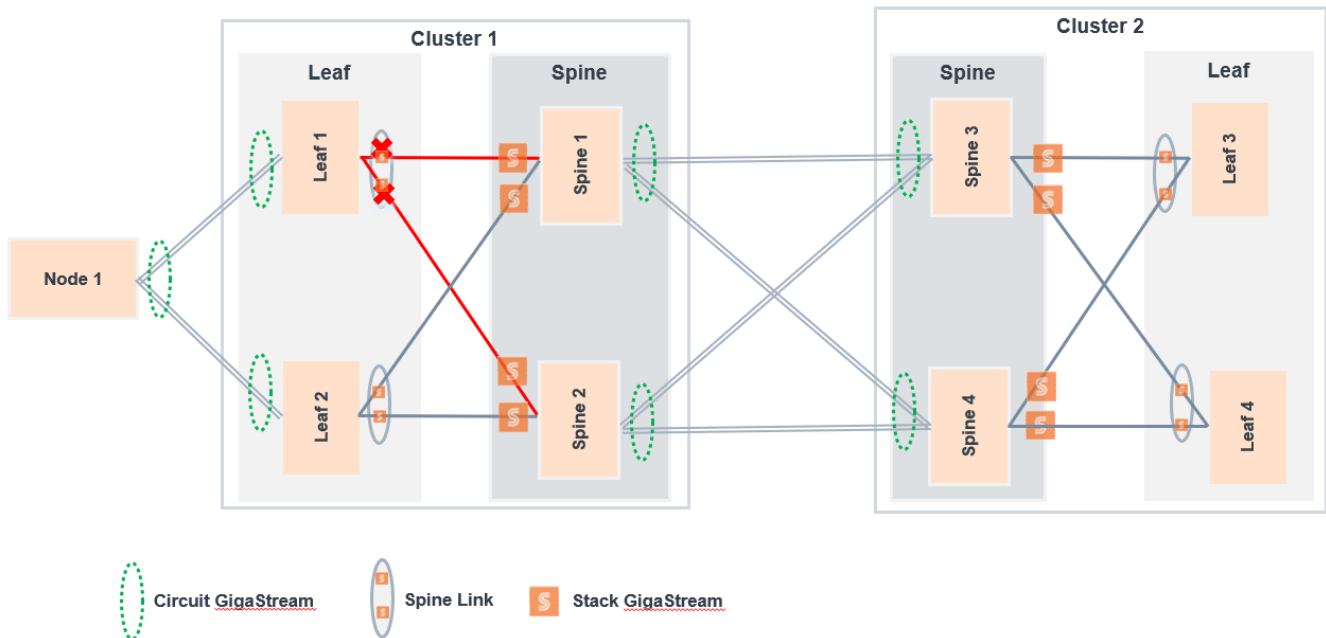 Cluster 1
Cluster 2
Leaf
Spine
Spine
Leaf
Leaf 1
Spine 1
Spine 3
Leaf 3
Node 1
Leaf 2
Spine 2
Spine 4
Leaf 4
Circuit GigaStream
Spine Link
Stack GigaStream